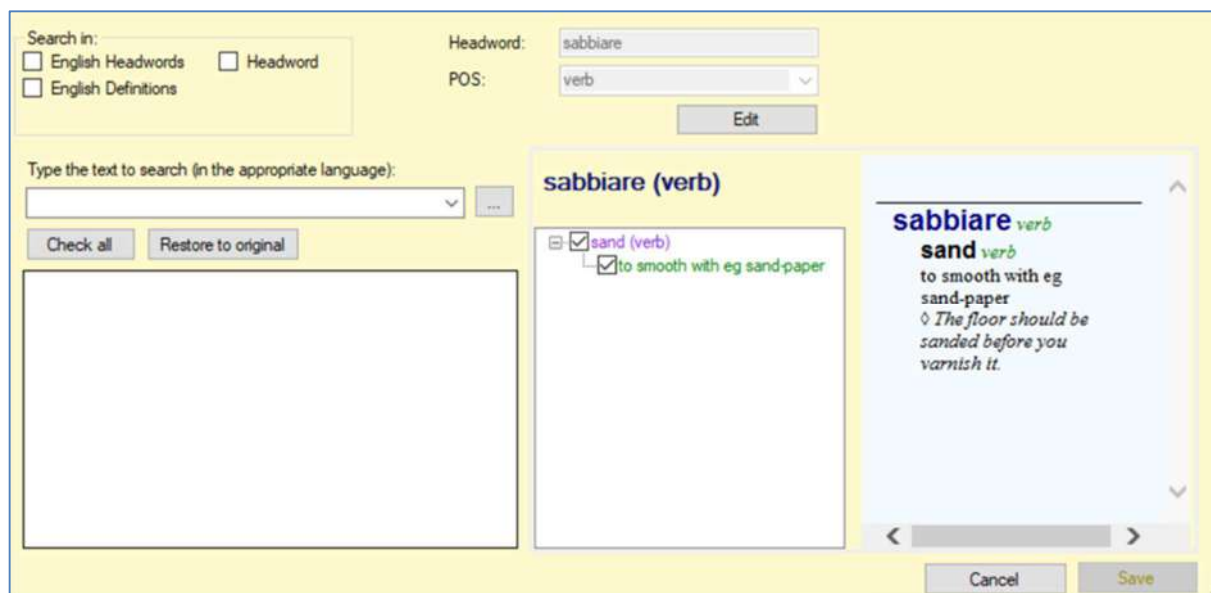 Search in:
English Headwords
Headword
English Definitions
Headword:
sabbiare
POS:
verb
Edit
Type the text to search (in the appropriate language):
...
Check all
Restore to original
sabbiare (verb)
sand (verb)
to smooth with eg sand-paper
sabbiare verb
sand verb
to smooth with eg
sand-paper
◊ The floor should be
sanded before you
varnish it.
Cancel
Save